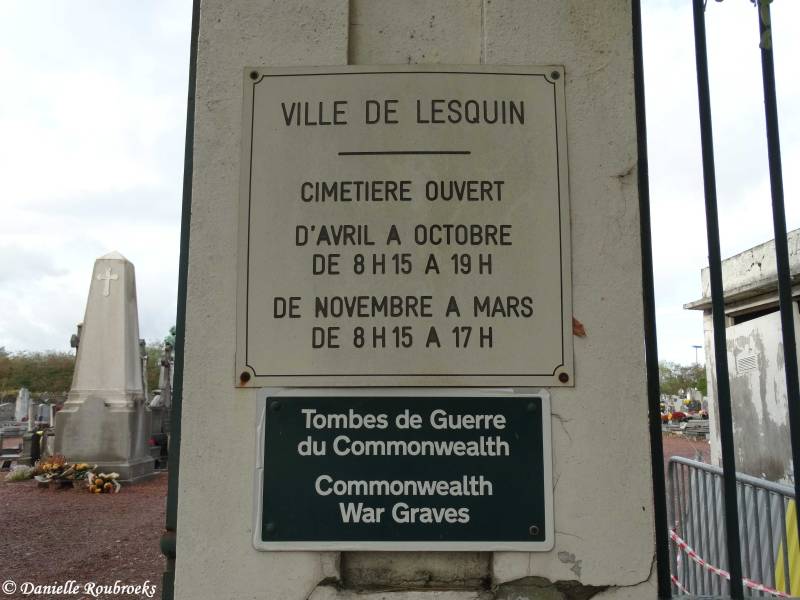 VILLE DE LESQUIN
CIMETIERE OUVERT
D'AVRIL A OCTOBRE
DE 8 H 15 A 19 H
DE NOVEMBRE A MARS
DE 8 H 15 A 17 H
Tombes de Guerre
du Commonwealth
Commonwealth
War Graves
© Danielle Roubroeks